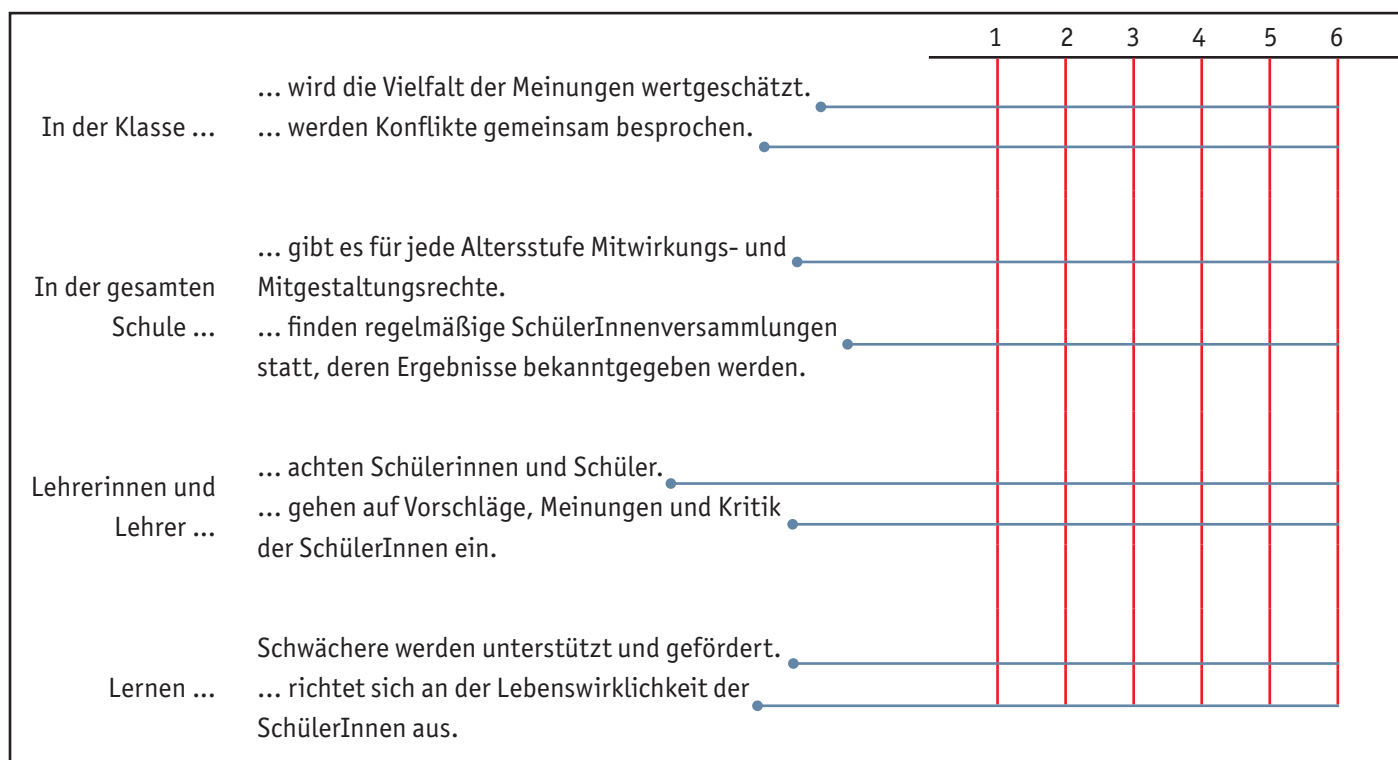 1 2 3 4 5 6
... wird die Vielfalt der Meinungen wertgeschätzt.
In der Klasse ... ... werden Konflikte gemeinsam besprochen.
... gibt es für jede Altersstufe Mitwirkungs- und
In der gesamten Mitgestaltungsrechte.
Schule ... ... finden regelmäßige SchülerInnenversammlungen
statt, deren Ergebnisse bekanntgegeben werden.
... achten Schülerinnen und Schüler.
Lehrerinnen und
... gehen auf Vorschläge, Meinungen und Kritik
Lehrer ...
der SchülerInnen ein.
Schwächere werden unterstützt und gefördert.
Lernen ... ... richtet sich an der Lebenswirklichkeit der
SchülerInnen aus.